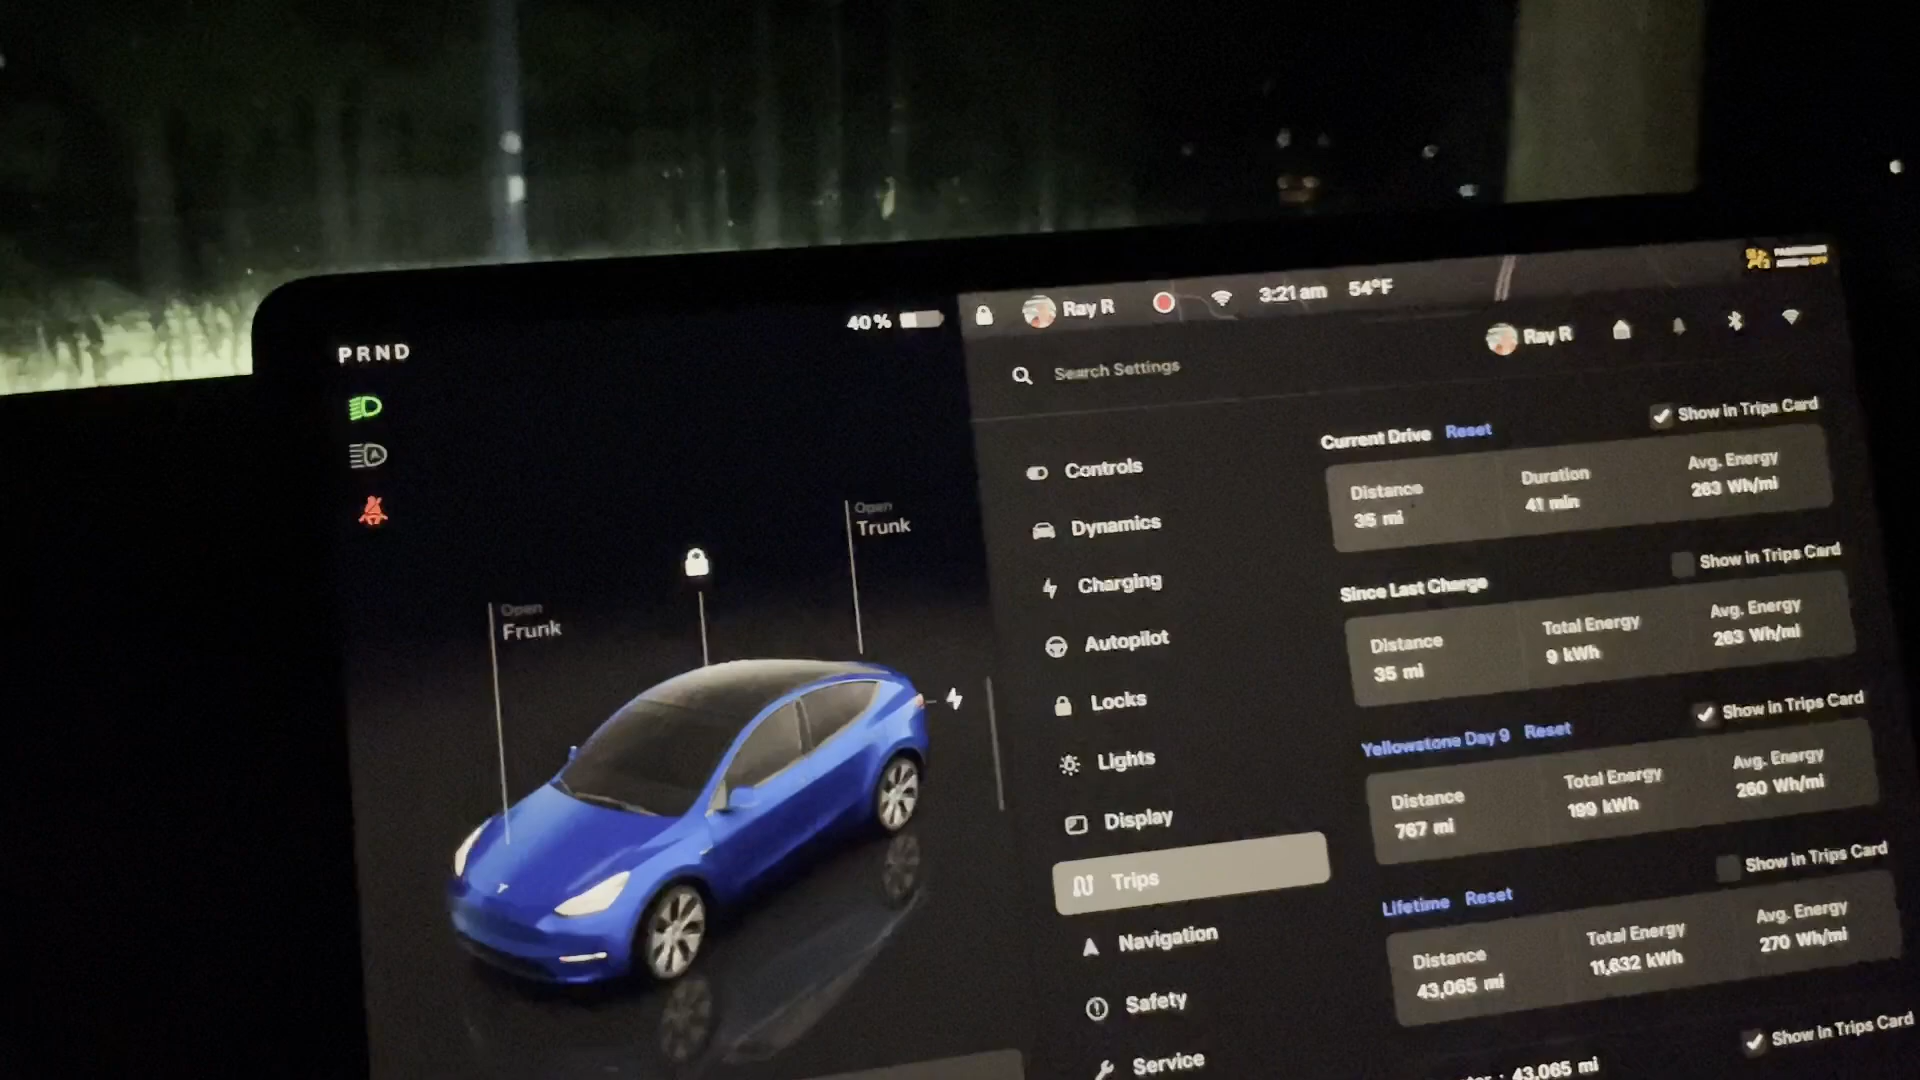 PRND
40 %
Ray R
3:21 am
54°F
Ray R
Search Settings
Controls
Dynamics
Charging
Autopilot
Locks
Lights
Display
Trips
Navigation
Safety
Service
Open
Trunk
Open
Frunk
Current Drive Reset
Show in Trips Card
Distance
35 mi
Duration
41 min
Avg. Energy
263 Wh/mi
Since Last Charge
Show in Trips Card
Distance
35 mi
Total Energy
9 kWh
Avg. Energy
263 Wh/mi
Yellowstone Day 9 Reset
Show in Trips Card
Distance
767 mi
Total Energy
199 kWh
Avg. Energy
260 Wh/mi
Lifetime Reset
Show in Trips Card
Distance
43,065 mi
Total Energy
11,632 kWh
Avg. Energy
270 Wh/mi
Show in Trips Card
: 43,065 mi